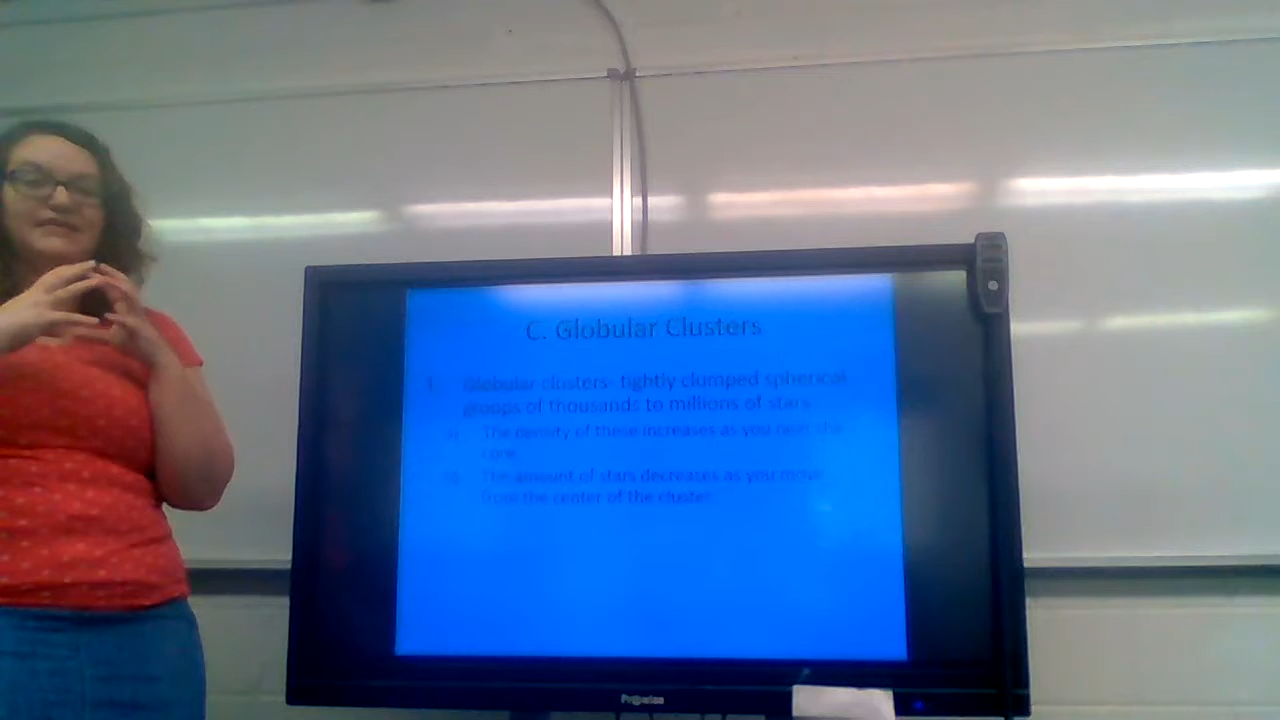 C. Globular Clusters
1. Globular clusters- tightly clumped spherical
groups of thousands to millions of stars
The density of these increases as you near the
core
The amount of stars decreases as you move
from the center of the cluster
Promethean